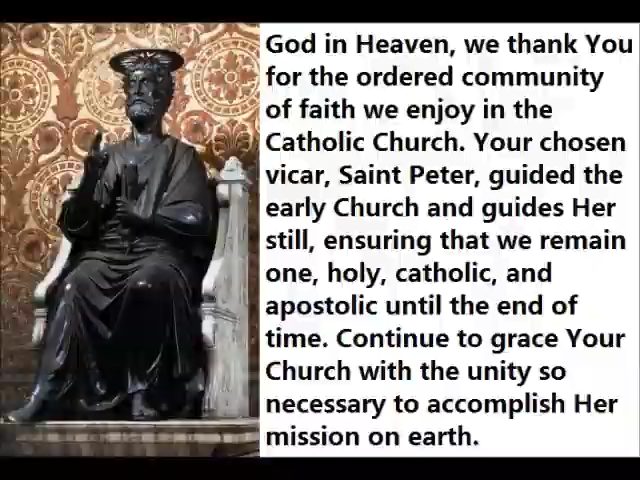 God in Heaven, we thank You
for the ordered community
of faith we enjoy in the
Catholic Church. Your chosen
vicar, Saint Peter, guided the
early Church and guides Her
still, ensuring that we remain
one, holy, catholic, and
apostolic until the end of
time. Continue to grace Your
Church with the unity so
necessary to accomplish Her
mission on earth.